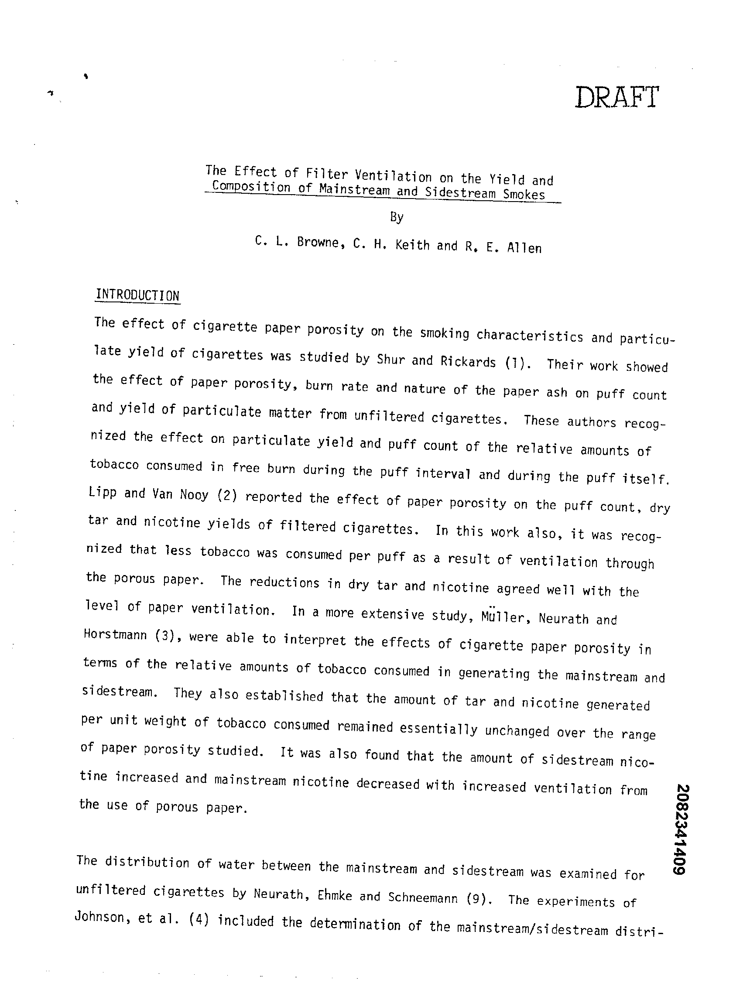 DRAFT
The Effect of Filter Ventilation on the Yield and
Composition of Mainstream and Sidestream Smokes
By
C. L. Browne, C. H. Keith and R. E. Allen
INTRODUCTION
The effect of cigarette paper porosity on the smoking characteristics and particu-
late yield of cigarettes was studied by Shur and Rickards (1). Their work showed
the effect of paper porosity, burn rate and nature of the paper ash on puff count
and yield of particulate matter from unfiltered cigarettes. These authors recog-
nized the effect on particulate yield and puff count of the relative amounts of
tobacco consumed in free burn during the puff interval and during the puff itself.
Lipp and Van Nooy (2) reported the effect of paper porosity on the puff count, dry
tar and nicotine yields of filtered cigarettes. In this work also, it was recog-
nized that less tobacco was consumed per puff as a result of ventilation through
the porous paper. The reductions in dry tar and nicotine agreed well with the
level of paper ventilation. In a more extensive study, Müller, Neurath and
Horstmann (3), were able to interpret the effects of cigarette paper porosity in
terms of the relative amounts of tobacco consumed in generating the mainstream and
sidestream. They also established that the amount of tar and nicotine generated
per unit weight of tobacco consumed remained essentially unchanged over the range
of paper porosity studied. It was also found that the amount of sidestream nico-
tine increased and mainstream nicotine decreased with increased ventilation from
the use of porous paper.
The distribution of water between the mainstream and sidestream was examined for
unfiltered cigarettes by Neurath, Ehmke and Schneemann (9). The experiments of
Johnson, et al. (4) included the determination of the mainstream/sidestream distri-
2082341409